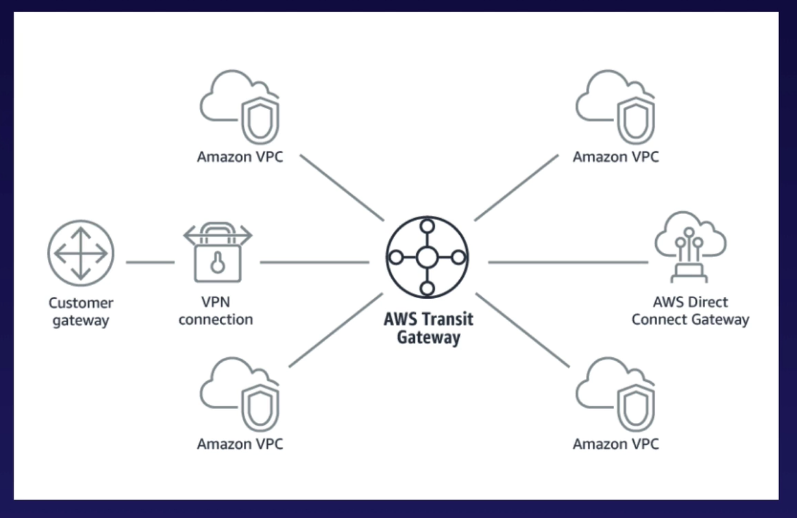 Amazon VPC
Amazon VPC
Customer
gateway
VPN
connection
AWS Transit
Gateway
AWS Direct
Connect Gateway
Amazon VPC
Amazon VPC